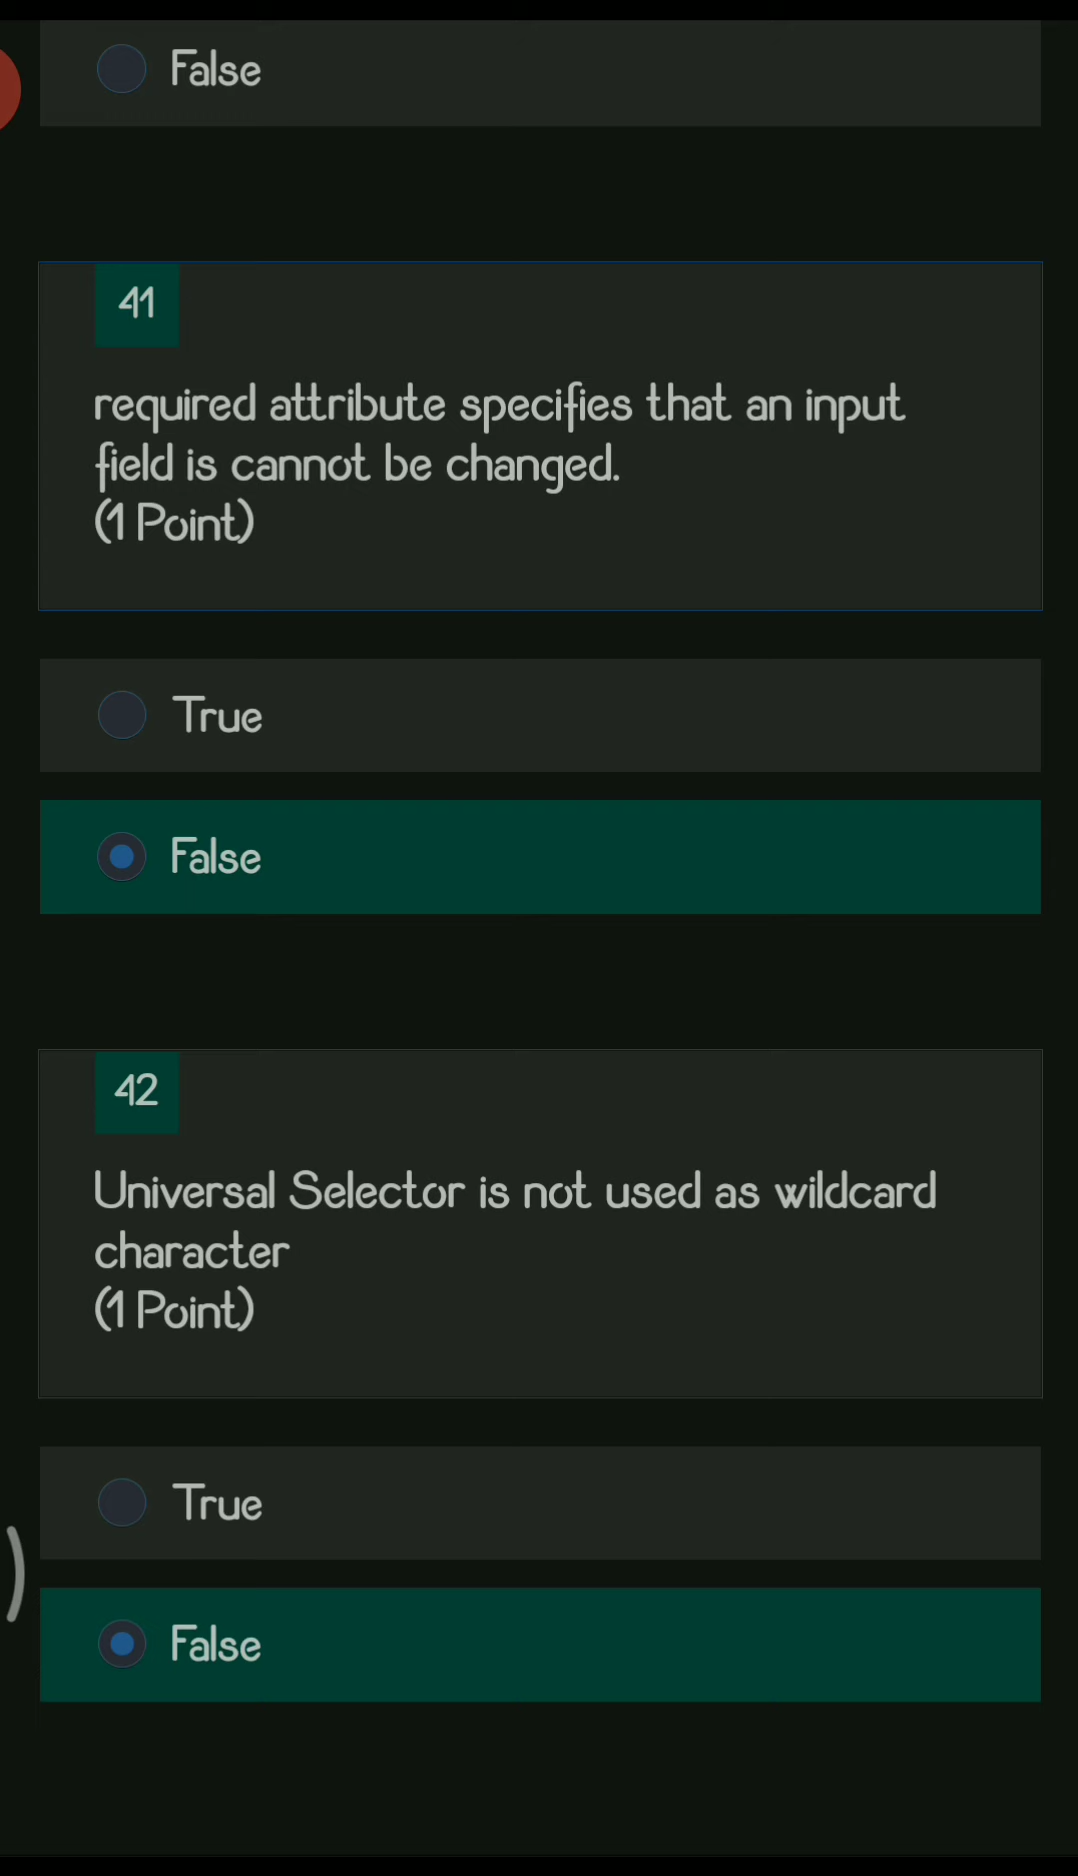 False
41
required attribute specifies that an input
field is cannot be changed.
(1 Point)
True
False
42
Universal Selector is not used as wildcard
character
(1 Point)
True
False